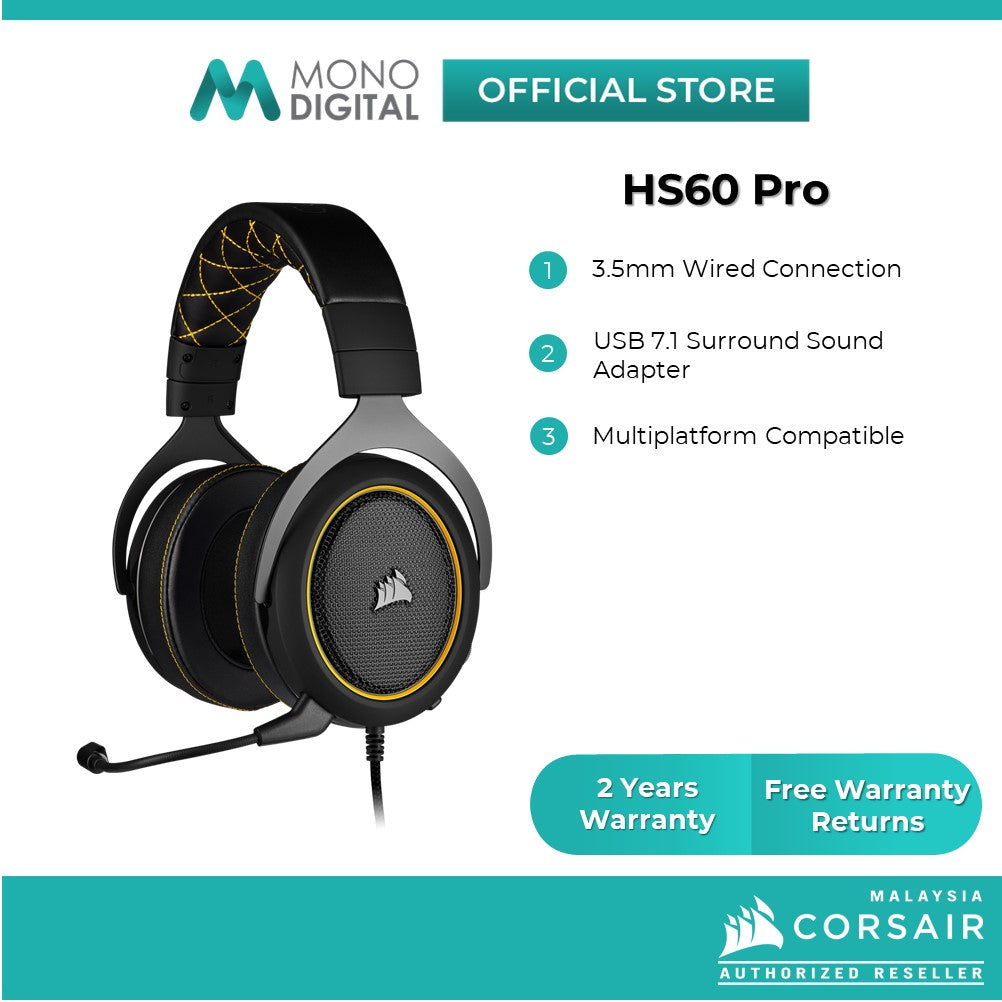 MONO
DIGITAL
OFFICIAL STORE
HS60 Pro
1
3.5mm Wired Connection
2
USB 7.1 Surround Sound
Adapter
3
Multiplatform Compatible
2 Years
Warranty
Free Warranty
Returns
MALAYSIA
CORSAIR
AUTHORIZED RESELLER